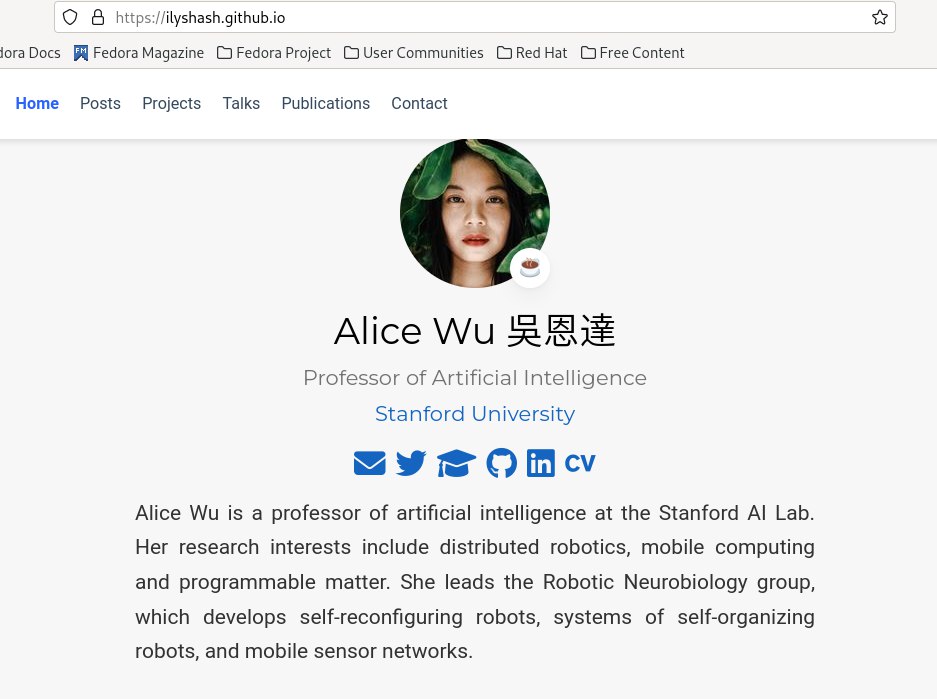 https://ilyshash.github.io
dora Docs Fedora Magazine Fedora Project User Communities Red Hat Free Content
Home Posts Projects Talks Publications Contact
Alice Wu 吳恩達
Professor of Artificial Intelligence
Stanford University
CV
Alice Wu is a professor of artificial intelligence at the Stanford AI Lab.
Her research interests include distributed robotics, mobile computing
and programmable matter. She leads the Robotic Neurobiology group,
which develops self-reconfiguring robots, systems of self-organizing
robots, and mobile sensor networks.